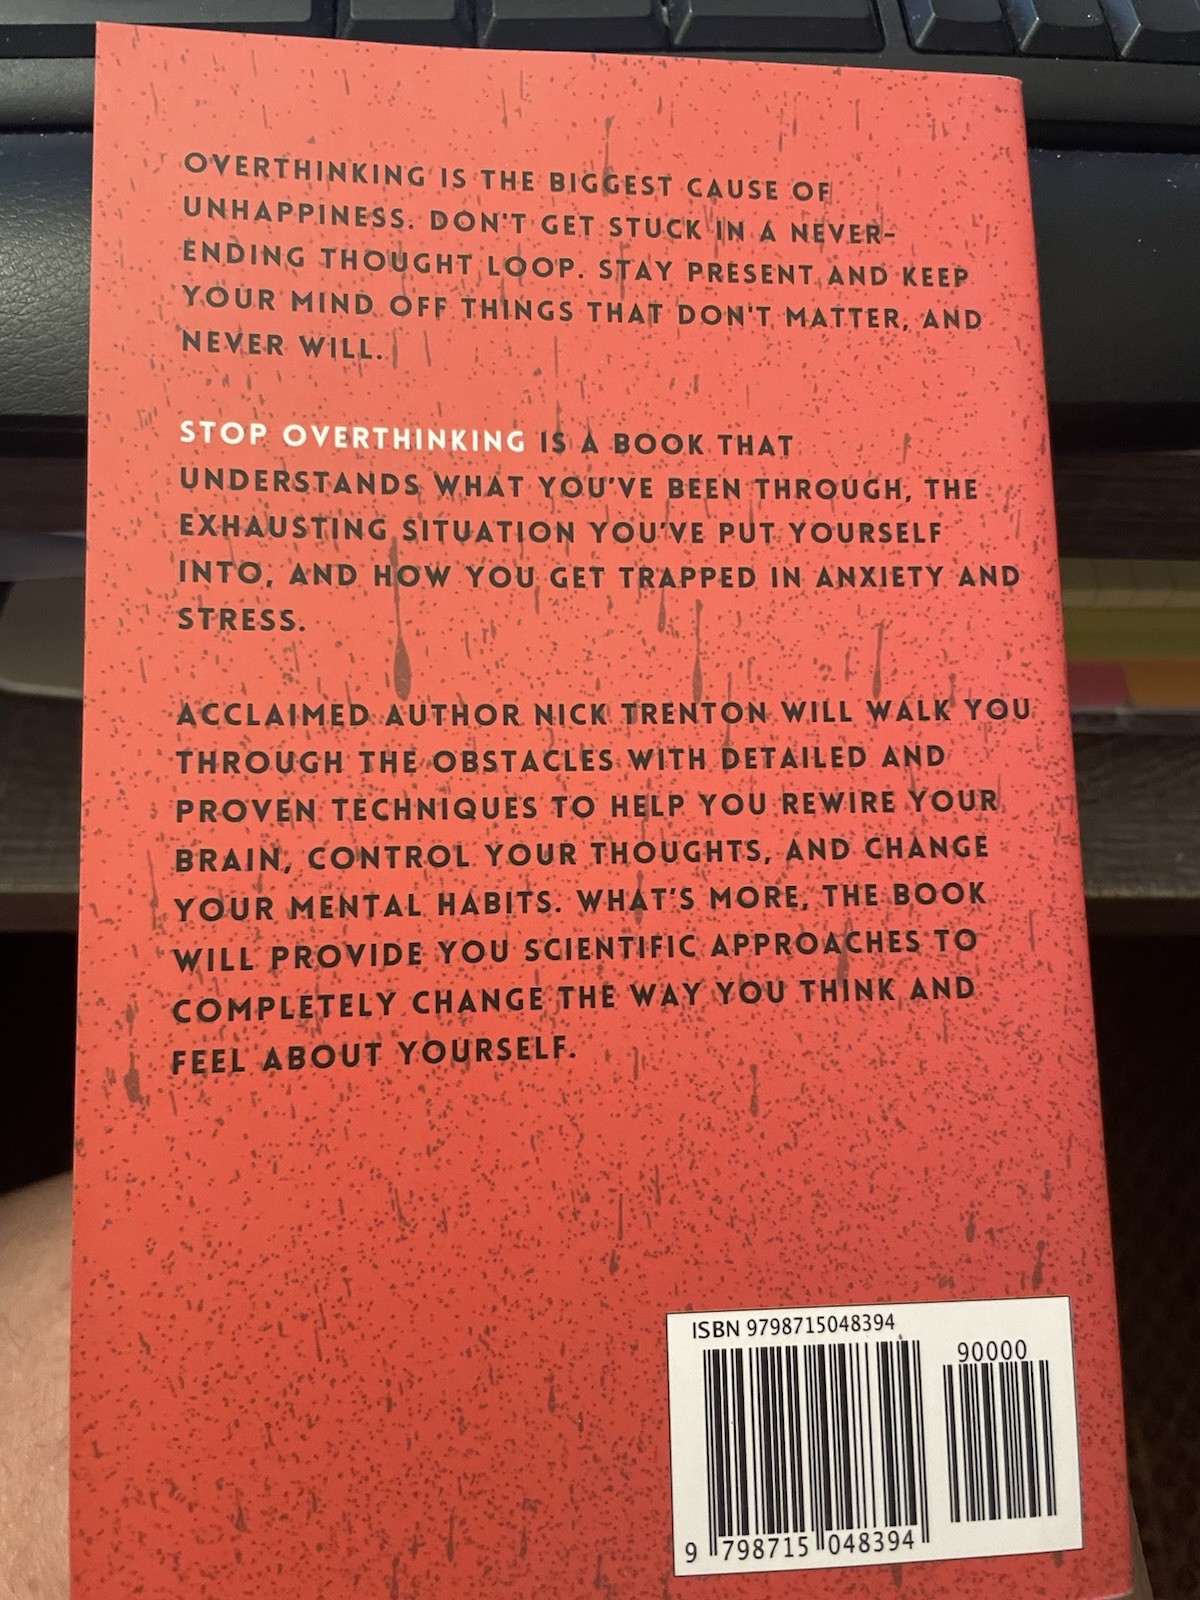 OVERTHINKING IS THE BIGGEST CAUSE OF
UNHAPPINESS. DON'T GET STUCK IN A NEVER-
ENDING THOUGHT LOOP. STAY PRESENT AND KEEP
YOUR MIND OFF THINGS THAT DON'T MATTER, AND
NEVER WILL.
STOP OVERTHINKING IS A BOOK THAT
UNDERSTANDS WHAT YOU'VE BEEN THROUGH, THE
EXHAUSTING SITUATION YOU'VE PUT YOURSELF
INTO, AND HOW YOU GET TRAPPED IN ANXIETY AND
STRESS.
ACCLAIMED AUTHOR NICK TRENTON WILL WALK YOU
THROUGH THE OBSTACLES WITH DETAILED AND
PROVEN TECHNIQUES TO HELP YOU REWIRE YOUR
BRAIN, CONTROL YOUR THOUGHTS, AND CHANGE
YOUR MENTAL HABITS. WHAT'S MORE, THE BOOK
WILL PROVIDE YOU SCIENTIFIC APPROACHES TO
COMPLETELY CHANGE THE WAY YOU THINK AND
FEEL ABOUT YOURSELF.
ISBN 9798715048394
90000
9 798715 048394